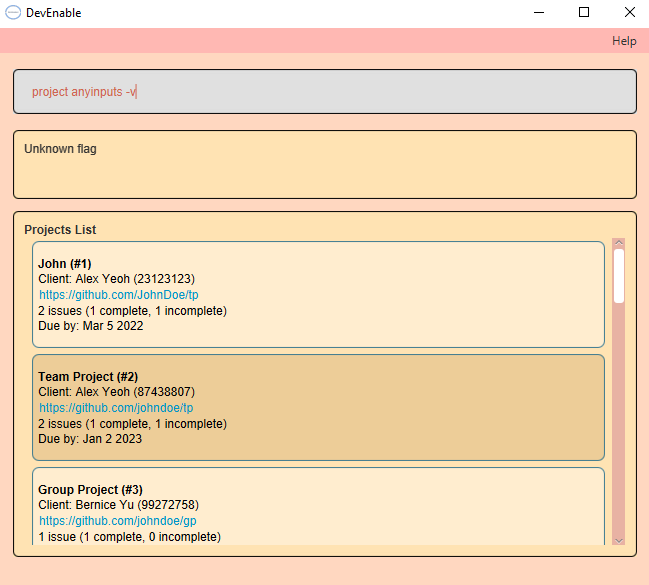 DevEnable
Help
project anyinputs -v
Unknown flag
Projects List
John (#1)
Client: Alex Yeoh (23123123)
https://github.com/JohnDoe/tp
2 issues (1 complete, 1 incomplete)
Due by: Mar 5 2022
Team Project (#2)
Client: Alex Yeoh (87438807)
https://github.com/johndoe/tp
2 issues (1 complete, 1 incomplete)
Due by: Jan 2 2023
Group Project (#3)
Client: Bernice Yu (99272758)
https://github.com/johndoe/gp
1 issue (1 complete, 0 incomplete)